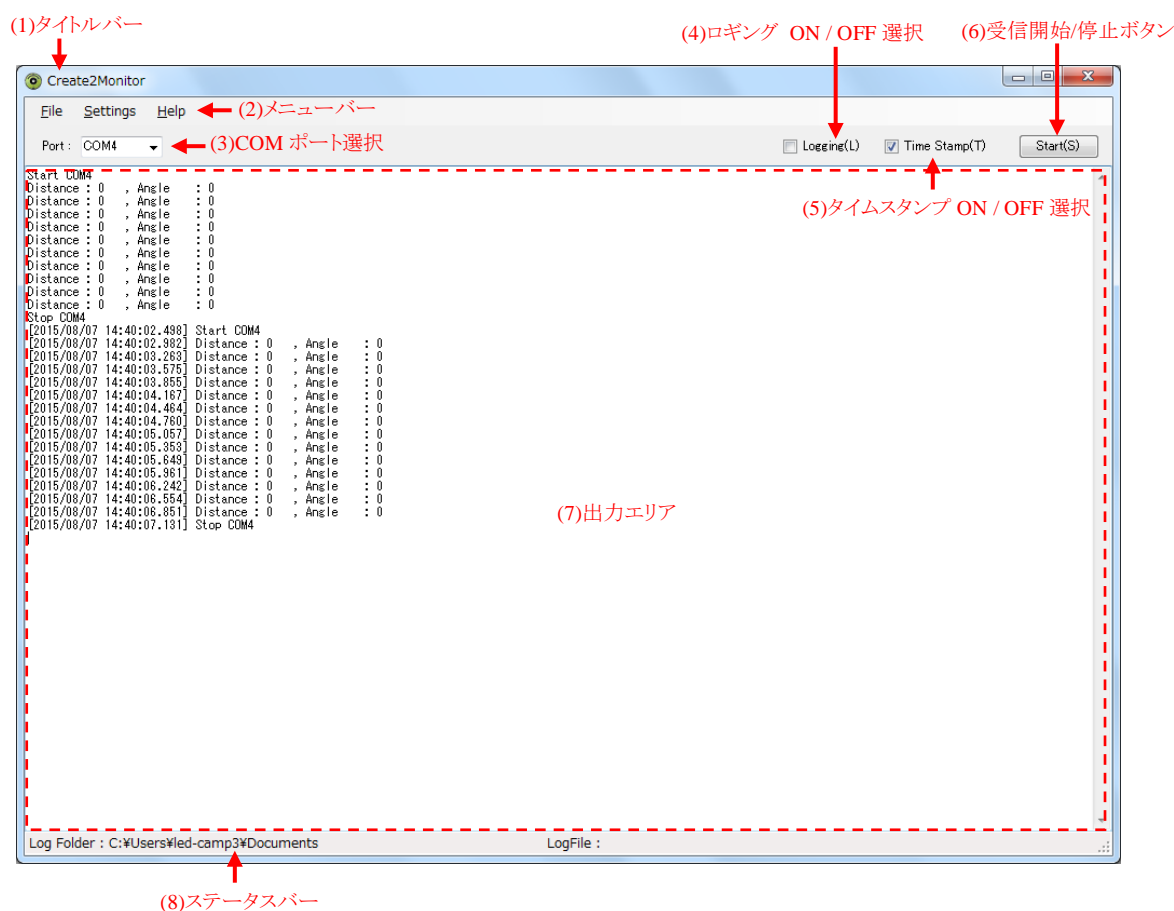 (1)タイトルバー
(4)ロギング ON / OFF 選択
(6)受信開始/停止ボタン
Create2Monitor
File Settings Help
(2)メニューバー
Port : COM4
(3)COM ポート選択
Logging(L)
Time Stamp(T)
Start(S)
(5)タイムスタンプ ON / OFF 選択
Start COM4
Distance : 0 , Angle : 0
Distance : 0 , Angle : 0
Distance : 0 , Angle : 0
Distance : 0 , Angle : 0
Distance : 0 , Angle : 0
Distance : 0 , Angle : 0
Distance : 0 , Angle : 0
Distance : 0 , Angle : 0
Distance : 0 , Angle : 0
Distance : 0 , Angle : 0
Stop COM4
[2015/08/07 14:40:02.498] Start COM4
[2015/08/07 14:40:02.982] Distance : 0 , Angle : 0
[2015/08/07 14:40:03.263] Distance : 0 , Angle : 0
[2015/08/07 14:40:03.575] Distance : 0 , Angle : 0
[2015/08/07 14:40:03.855] Distance : 0 , Angle : 0
[2015/08/07 14:40:04.167] Distance : 0 , Angle : 0
[2015/08/07 14:40:04.464] Distance : 0 , Angle : 0
[2015/08/07 14:40:04.760] Distance : 0 , Angle : 0
[2015/08/07 14:40:05.057] Distance : 0 , Angle : 0
[2015/08/07 14:40:05.353] Distance : 0 , Angle : 0
[2015/08/07 14:40:05.649] Distance : 0 , Angle : 0
[2015/08/07 14:40:05.961] Distance : 0 , Angle : 0
[2015/08/07 14:40:06.242] Distance : 0 , Angle : 0
[2015/08/07 14:40:06.554] Distance : 0 , Angle : 0
[2015/08/07 14:40:06.851] Distance : 0 , Angle : 0
[2015/08/07 14:40:07.131] Stop COM4
(7)出力エリア
Log Folder : C:¥Users¥led-camp3¥Documents
LogFile :
(8)ステータスバー